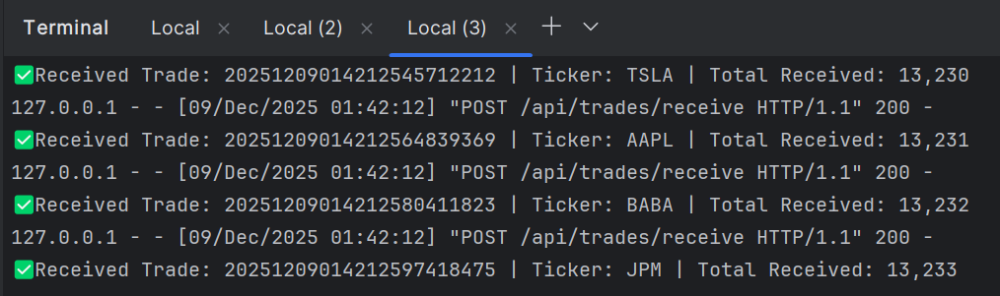 Terminal Local × Local (2) × Local (3) ×
✅Received Trade: 20251209014212545712212 | Ticker: TSLA | Total Received: 13,230
127.0.0.1 - - [09/Dec/2025 01:42:12] "POST /api/trades/receive HTTP/1.1" 200 -
✅Received Trade: 20251209014212564839369 | Ticker: AAPL | Total Received: 13,231
127.0.0.1 - - [09/Dec/2025 01:42:12] "POST /api/trades/receive HTTP/1.1" 200 -
✅Received Trade: 20251209014212580411823 | Ticker: BABA | Total Received: 13,232
127.0.0.1 - - [09/Dec/2025 01:42:12] "POST /api/trades/receive HTTP/1.1" 200 -
✅Received Trade: 20251209014212597418475 | Ticker: JPM | Total Received: 13,233